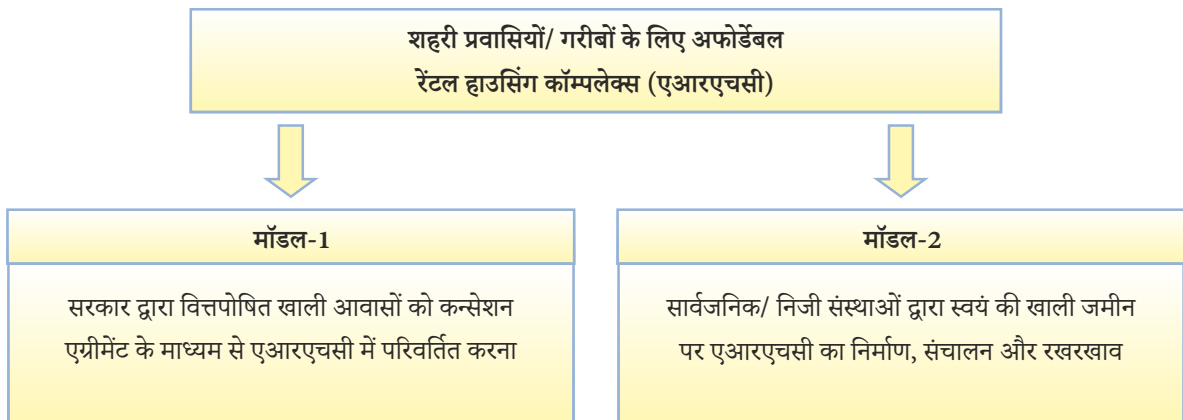 शहरी प्रवासियों/ गरीबों के लिए अफोर्डेबल
रेंटल हाउसिंग कॉम्पलेक्स (एआरएचसी)
मॉडल-1
सरकार द्वारा वित्तपोषित खाली आवासों को कन्सेशन
एग्रीमेंट के माध्यम से एआरएचसी में परिवर्तित करना
मॉडल-2
सार्वजनिक/ निजी संस्थाओं द्वारा स्वयं की खाली जमीन
पर एआरएचसी का निर्माण, संचालन और रखरखाव